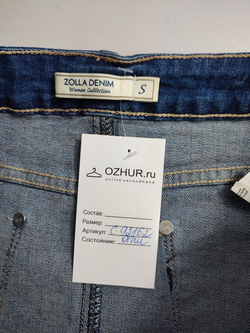 ZOLLA DENIM
Woman Collection
S
OZHUR.ru
online secondhand
Состав:
Размер:
Артикул:
Состояние: